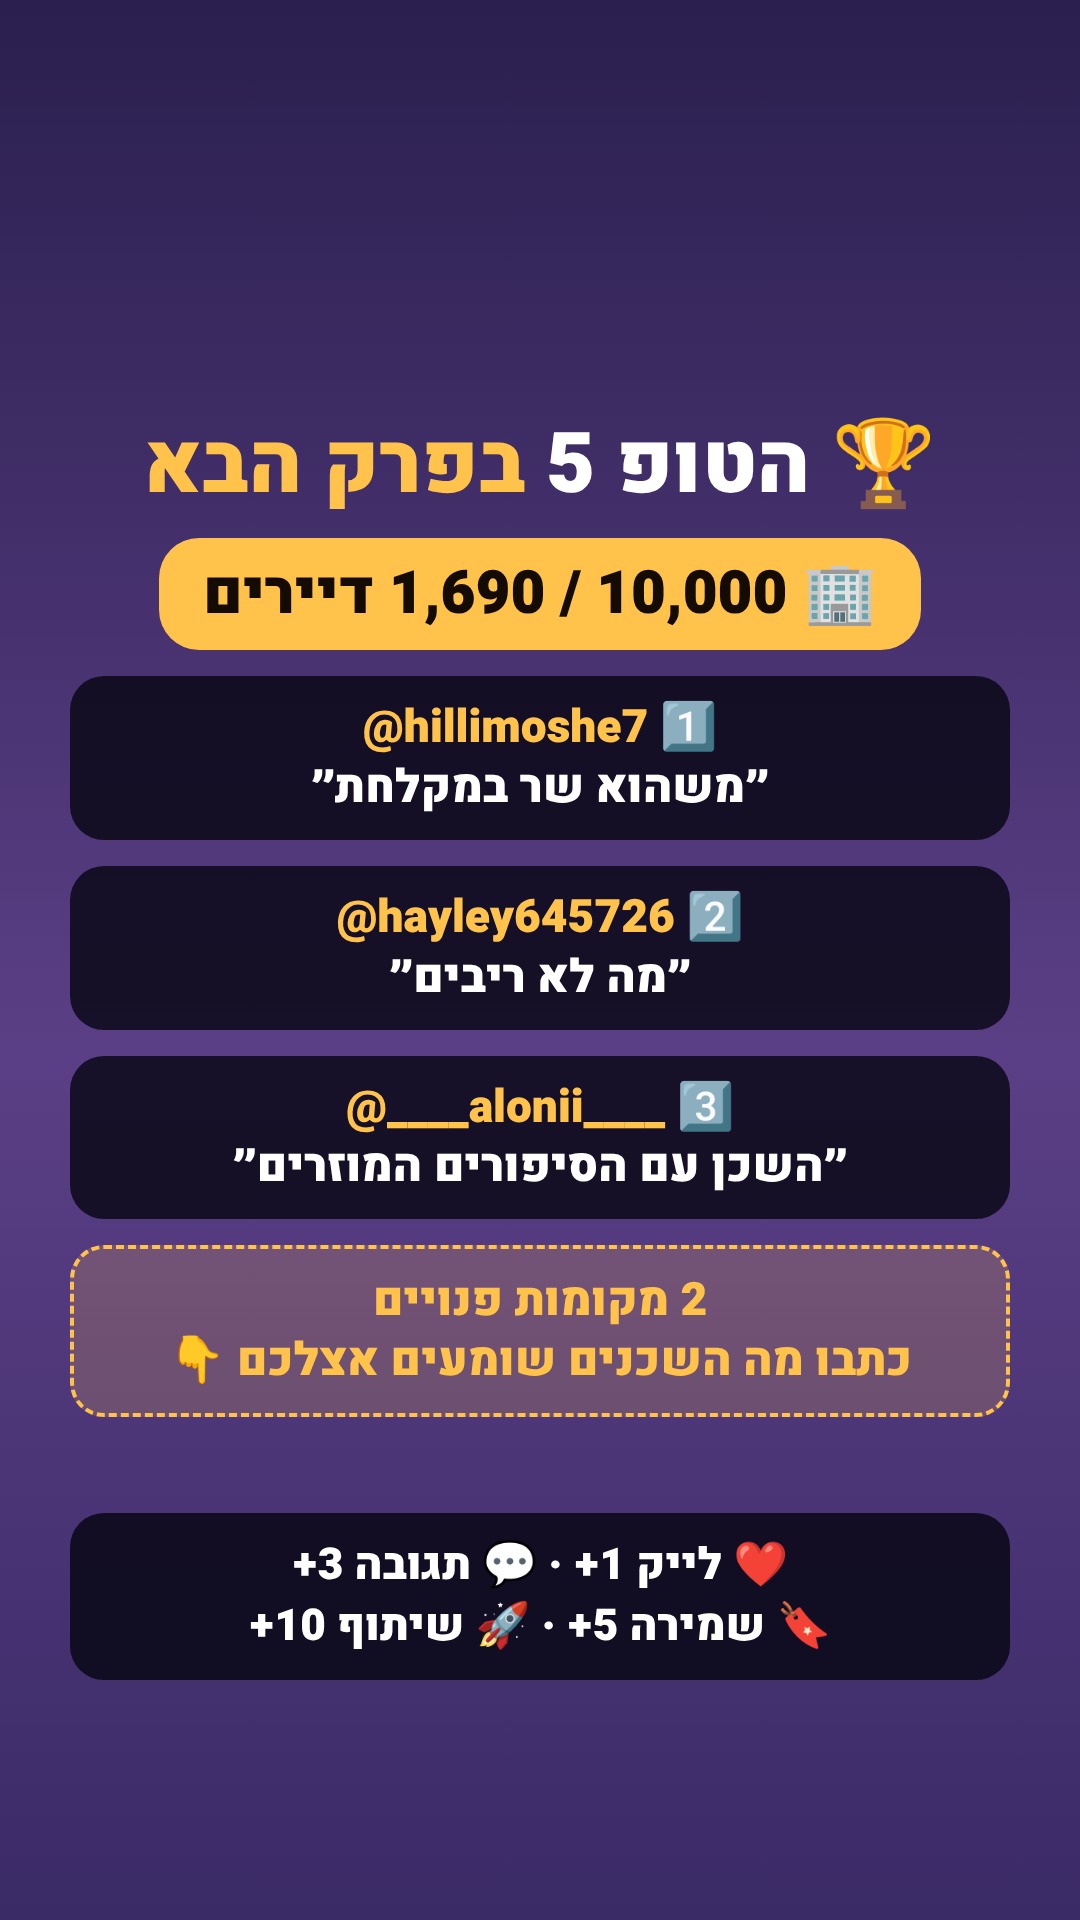 🏆 הטופ 5 בפרק הבא
🏢 10,000 / 1,690 דיירים
1️⃣ @hillimoshe7
״משהוא שר במקלחת״
2️⃣ @hayley645726
״מה לא ריבים״
3️⃣ @____alonii____
״השכן עם הסיפורים המוזרים״
2 מקומות פנויים
כתבו מה השכנים שומעים אצלכם 👇
❤️ לייק 1+ · 💬 תגובה 3+
🔖 שמירה 5+ · 🚀 שיתוף 10+